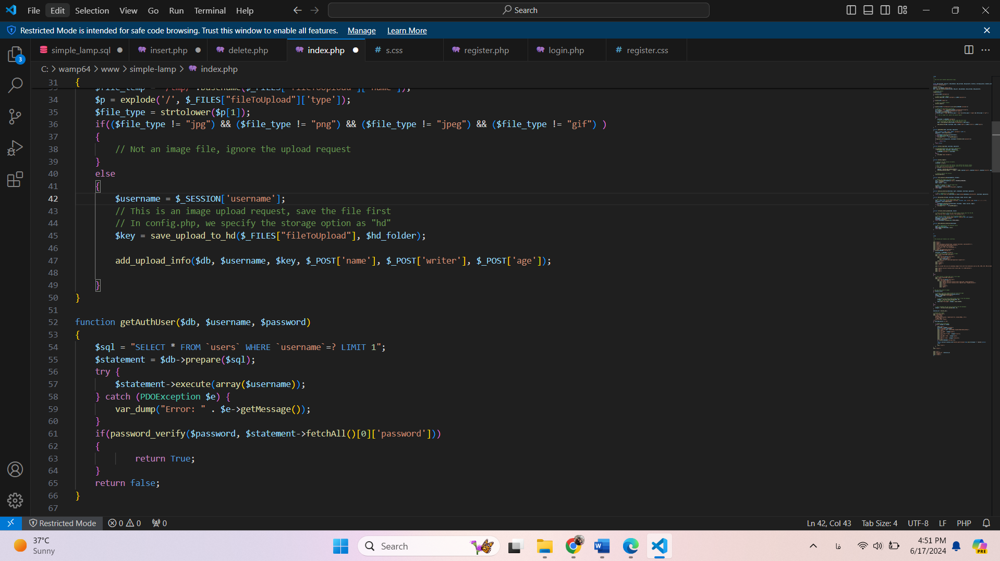 File Edit Selection View Go Run Terminal Help Search
Restricted Mode is intended for safe code browsing. Trust this window to enable all features. Manage Learn More
simple_lamp.sql insert.php delete.php index.php # s.css register.php login.php # register.css
3
C: > wamp64 > www > simple-lamp > index.php
31 {
34 $p = explode('/', $_FILES["fileToUpload"]['type']);
35 $file_type = strtolower($p[1]);
36 if(($file_type != "jpg") && ($file_type != "png") && ($file_type != "jpeg") && ($file_type != "gif") )
37 {
38 // Not an image file, ignore the upload request
39 }
40 else
41 {
42 $username = $_SESSION['username'];
43 // This is an image upload request, save the file first
44 // In config.php, we specify the storage option as "hd"
45 $key = save_upload_to_hd($_FILES["fileToUpload"], $hd_folder);
46
47 add_upload_info($db, $username, $key, $_POST['name'], $_POST['writer'], $_POST['age']);
48
49 }
50 }
51
52 function getAuthUser($db, $username, $password)
53 {
54 $sql = "SELECT * FROM `users` WHERE `username`=? LIMIT 1";
55 $statement = $db->prepare($sql);
56 try {
57 $statement->execute(array($username));
58 } catch (PDOException $e) {
59 var_dump("Error: " . $e->getMessage());
60 }
61 if(password_verify($password, $statement->fetchAll()[0]['password']))
62 {
63 return True;
64 }
65 return false;
66 }
67
Restricted Mode 0 0 0 Ln 42, Col 43 Tab Size: 4 UTF-8 LF PHP
37°C
Sunny
Search
فا
4:51 PM
6/17/2024
PRE